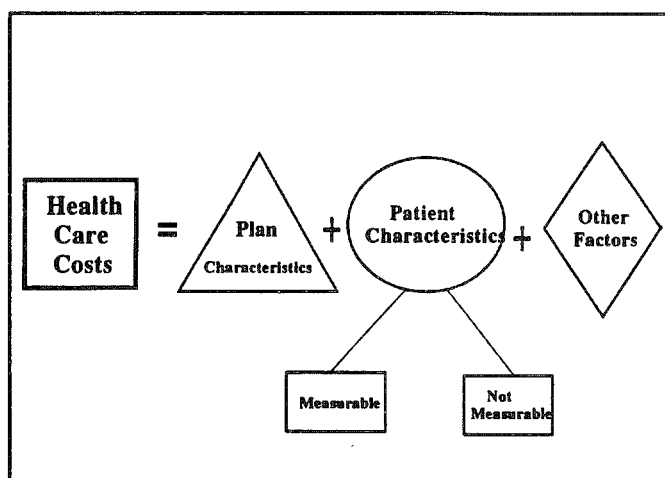 Health
Care
Costs
=
Plan
Characteristics
+
Patient
Characteristics
+
Other
Factors
Measurable
Not
Measurable